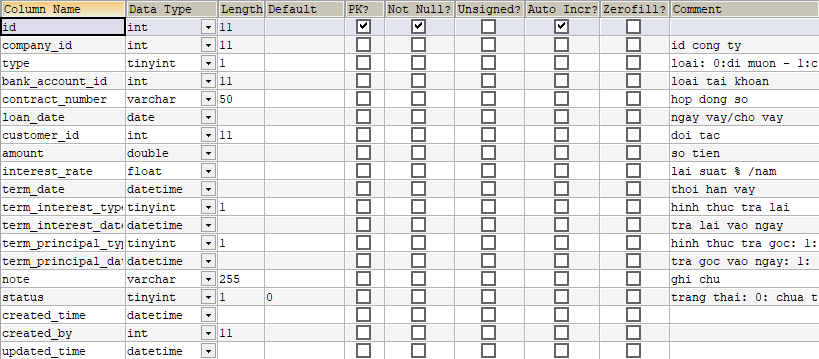 Column Name Data Type Length Default PK? Not Null? Unsigned? Auto Incr? Zerofill? Comment
id int 11
company_id int 11 id cong ty
type tinyint 1 loai: 0:di muon - 1:c
bank_account_id int 11 loai tai khoan
contract_number varchar 50 hop dong so
loan_date date ngay vay/cho vay
customer_id int 11 doi tac
amount double so tien
interest_rate float lai suat % /nam
term_date datetime thoi han vay
term_interest_type tinyint 1 hinh thuc tra lai
term_interest_date datetime tra lai vao ngay
term_principal_typ tinyint 1 hinh thuc tra goc: 1:
term_principal_dat datetime tra goc vao ngay: 1:
note varchar 255 ghi chu
status tinyint 1 0 trang thai: 0: chua t
created_time datetime
created_by int 11
updated_time datetime